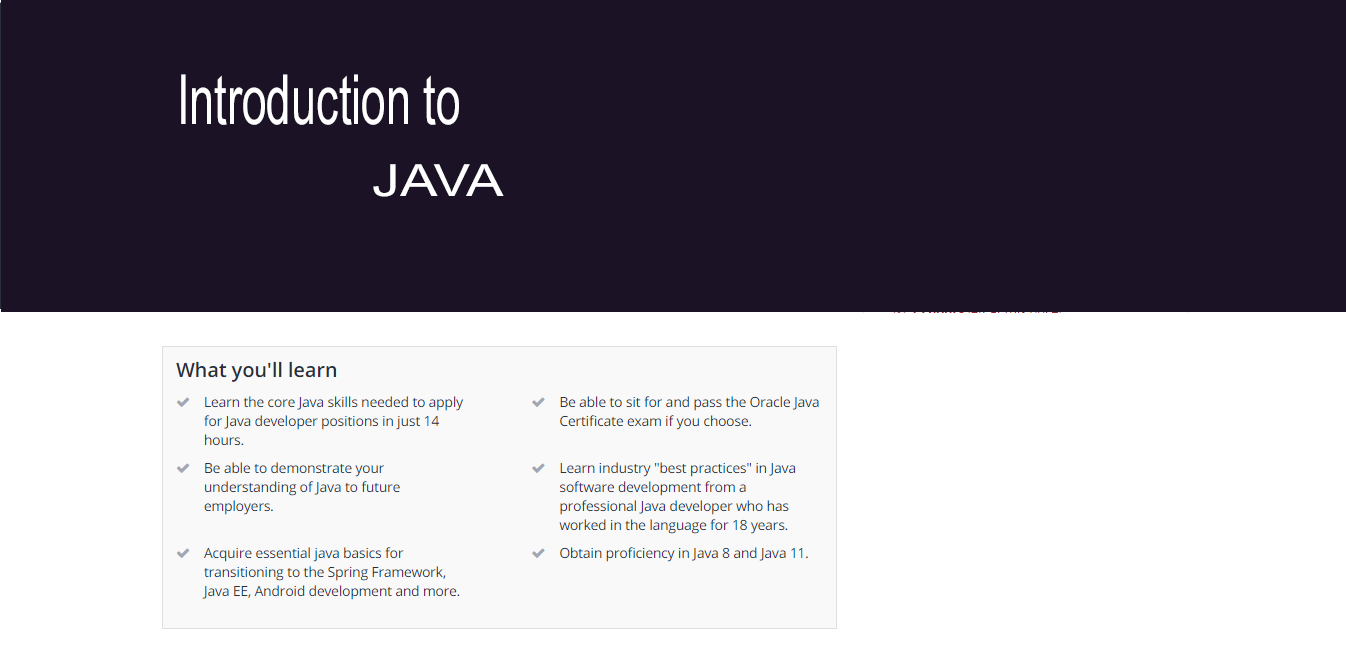 Introduction to
JAVA
What you'll learn
Learn the core Java skills needed to apply
for Java developer positions in just 14
hours.
Be able to sit for and pass the Oracle Java
Certificate exam if you choose.
Be able to demonstrate your
understanding of Java to future
employers.
Learn industry "best practices" in Java
software development from a
professional Java developer who has
worked in the language for 18 years.
Acquire essential java basics for
transitioning to the Spring Framework,
Java EE, Android development and more.
Obtain proficiency in Java 8 and Java 11.